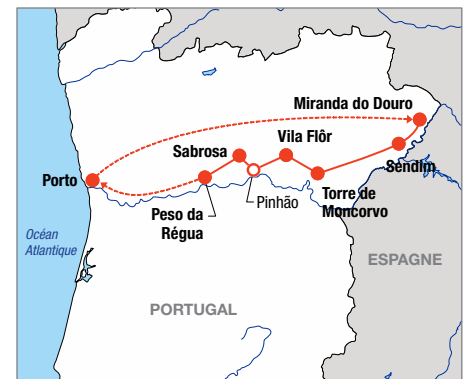 Miranda do Douro
Vila Flôr
Sabrosa
Sendim
Porto
Pinhão
Torre de
Moncorvo
Peso da
Régua
Océan
Atlantique
ESPAGNE
PORTUGAL